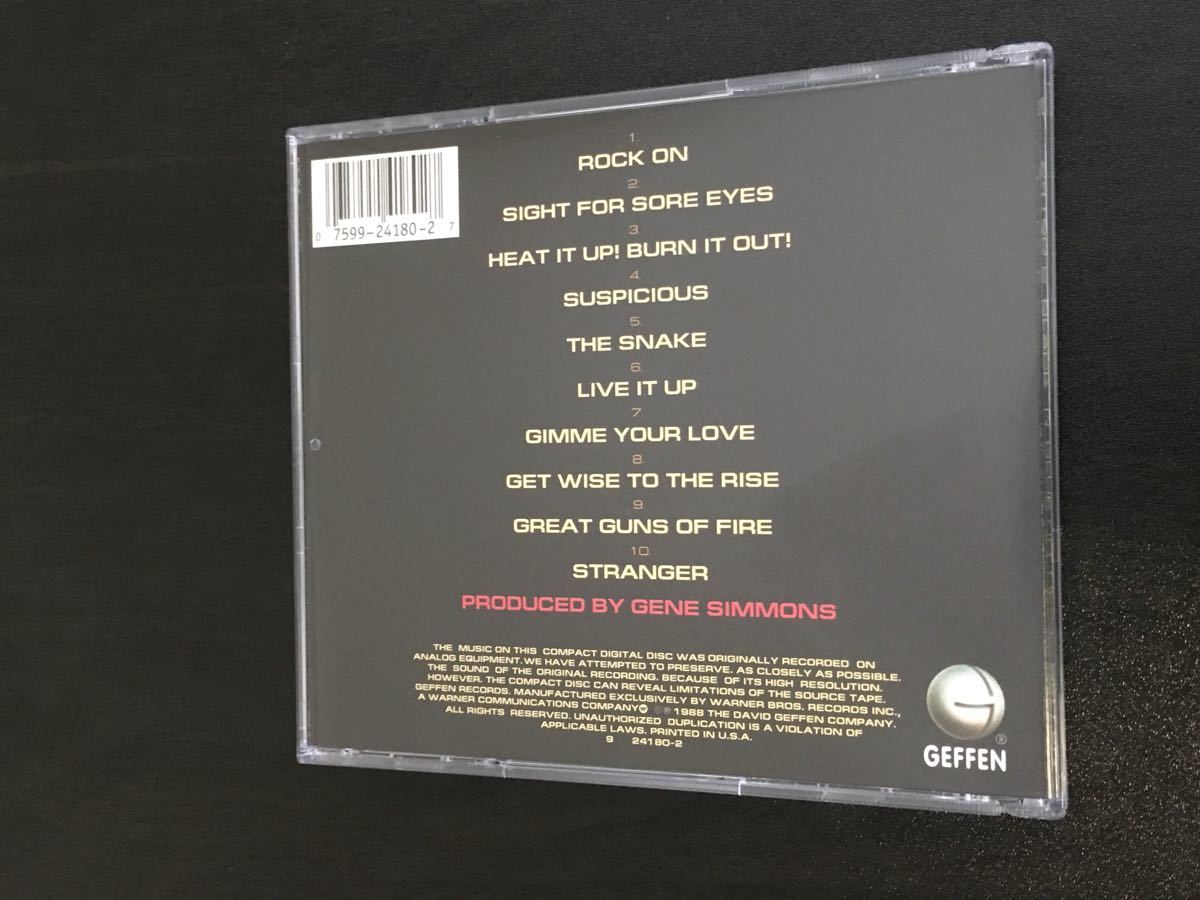 0 7599-24180-2 7
1.
ROCK ON
2.
SIGHT FOR SORE EYES
3.
HEAT IT UP! BURN IT OUT!
4.
SUSPICIOUS
5.
THE SNAKE
6.
LIVE IT UP
7
GIMME YOUR LOVE
8
GET WISE TO THE RISE
9
GREAT GUNS OF FIRE
10.
STRANGER
PRODUCED BY GENE SIMMONS
THE MUSIC ON THIS COMPACT DIGITAL DISC WAS ORIGINALLY RECORDED ON
ANALOG EQUIPMENT. WE HAVE ATTEMPTED TO PRESERVE, AS CLOSELY AS POSSIBLE,
THE SOUND OF THE ORIGINAL RECORDING. BECAUSE OF ITS HIGH RESOLUTION,
HOWEVER, THE COMPACT DISC CAN REVEAL LIMITATIONS OF THE SOURCE TAPE.
GEFFEN RECORDS. MANUFACTURED EXCLUSIVELY BY WARNER BROS. RECORDS INC.,
A WARNER COMMUNICATIONS COMPANY ©℗1988 THE DAVID GEFFEN COMPANY.
ALL RIGHTS RESERVED. UNAUTHORIZED DUPLICATION IS A VIOLATION OF
APPLICABLE LAWS. PRINTED IN U.S.A.
9 24180-2
G®
GEFFEN